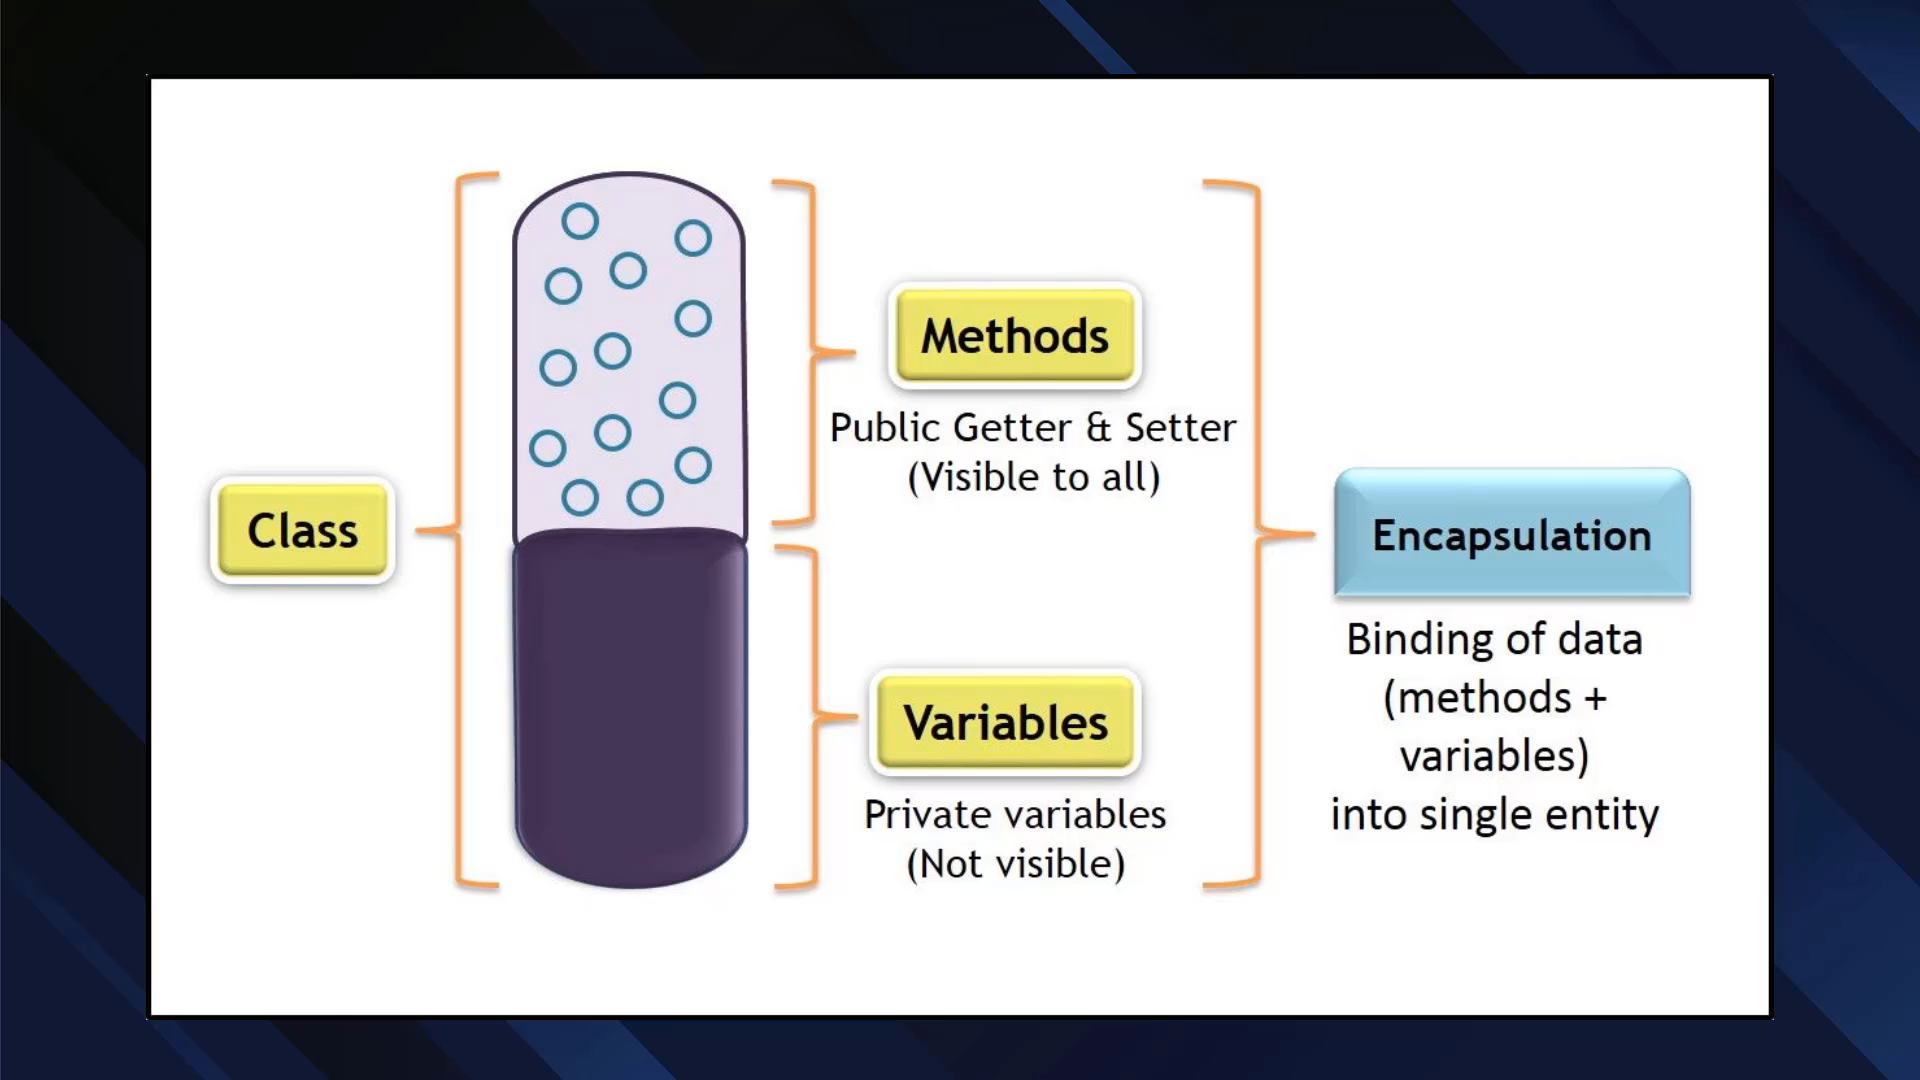 Class
Methods
Public Getter & Setter
(Visible to all)
Variables
Private variables
(Not visible)
Encapsulation
Binding of data
(methods +
variables)
into single entity